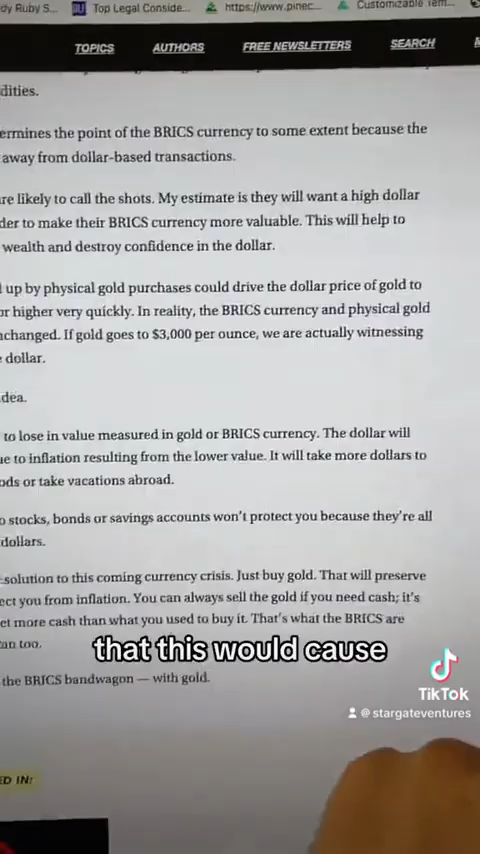 dy Ruby S...
Top Legal Conside...
https://www.pinec...
Customizable Tem...
TOPICS
AUTHORS
FREE NEWSLETTERS
SEARCH
dities.
ermines the point of the BRICS currency to some extent because the
away from dollar-based transactions.
re likely to call the shots. My estimate is they will want a high dollar
der to make their BRICS currency more valuable. This will help to
wealth and destroy confidence in the dollar.
up by physical gold purchases could drive the dollar price of gold to
or higher very quickly. In reality, the BRICS currency and physical gold
nchanged. If gold goes to $3,000 per ounce, we are actually witnessing
dollar.
dea.
to lose in value measured in gold or BRICS currency. The dollar will
ue to inflation resulting from the lower value. It will take more dollars to
ods or take vacations abroad.
o stocks, bonds or savings accounts won't protect you because they're all
dollars.
solution to this coming currency crisis. Just buy gold. That will preserve
ect you from inflation. You can always sell the gold if you need cash; it's
et more cash than what you used to buy it. That's what the BRICS are
an too.
that this would cause
the BRICS bandwagon — with gold.
TikTok
@stargateventures
ED IN: